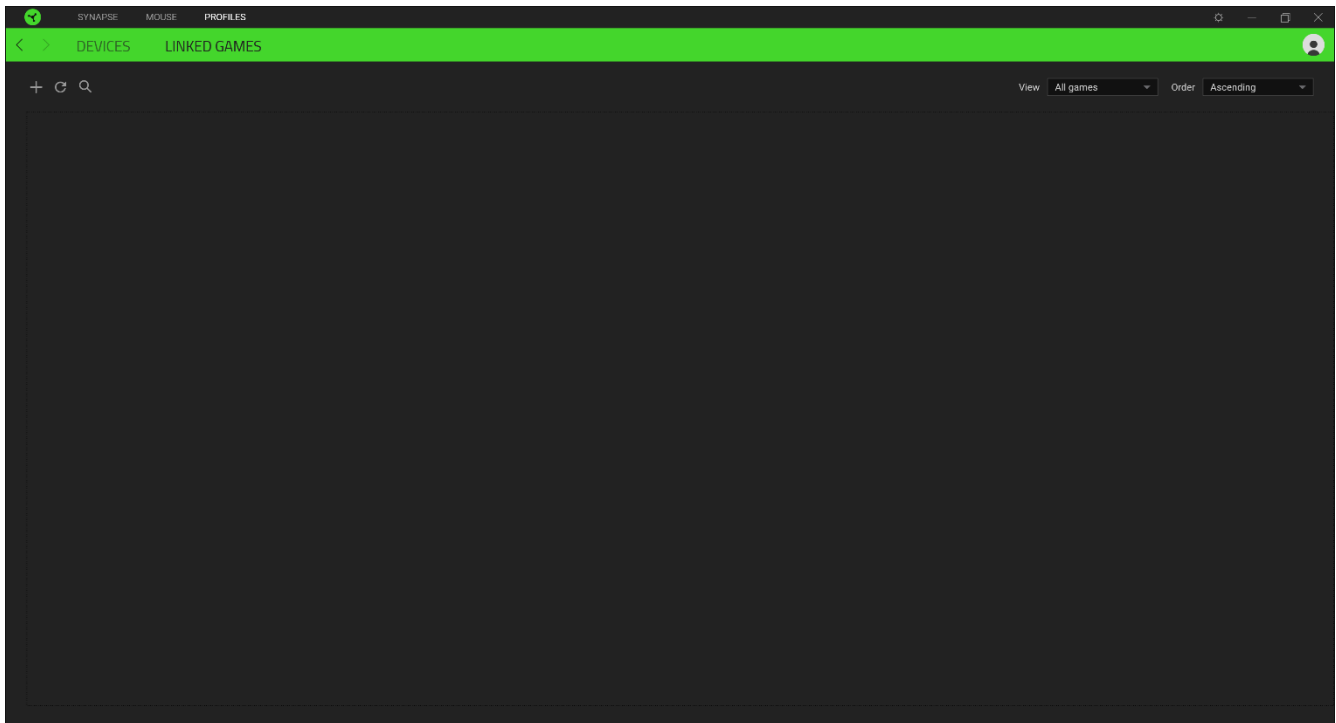 SYNAPSE MOUSE PROFILES
DEVICES LINKED GAMES
View All games Order Ascending